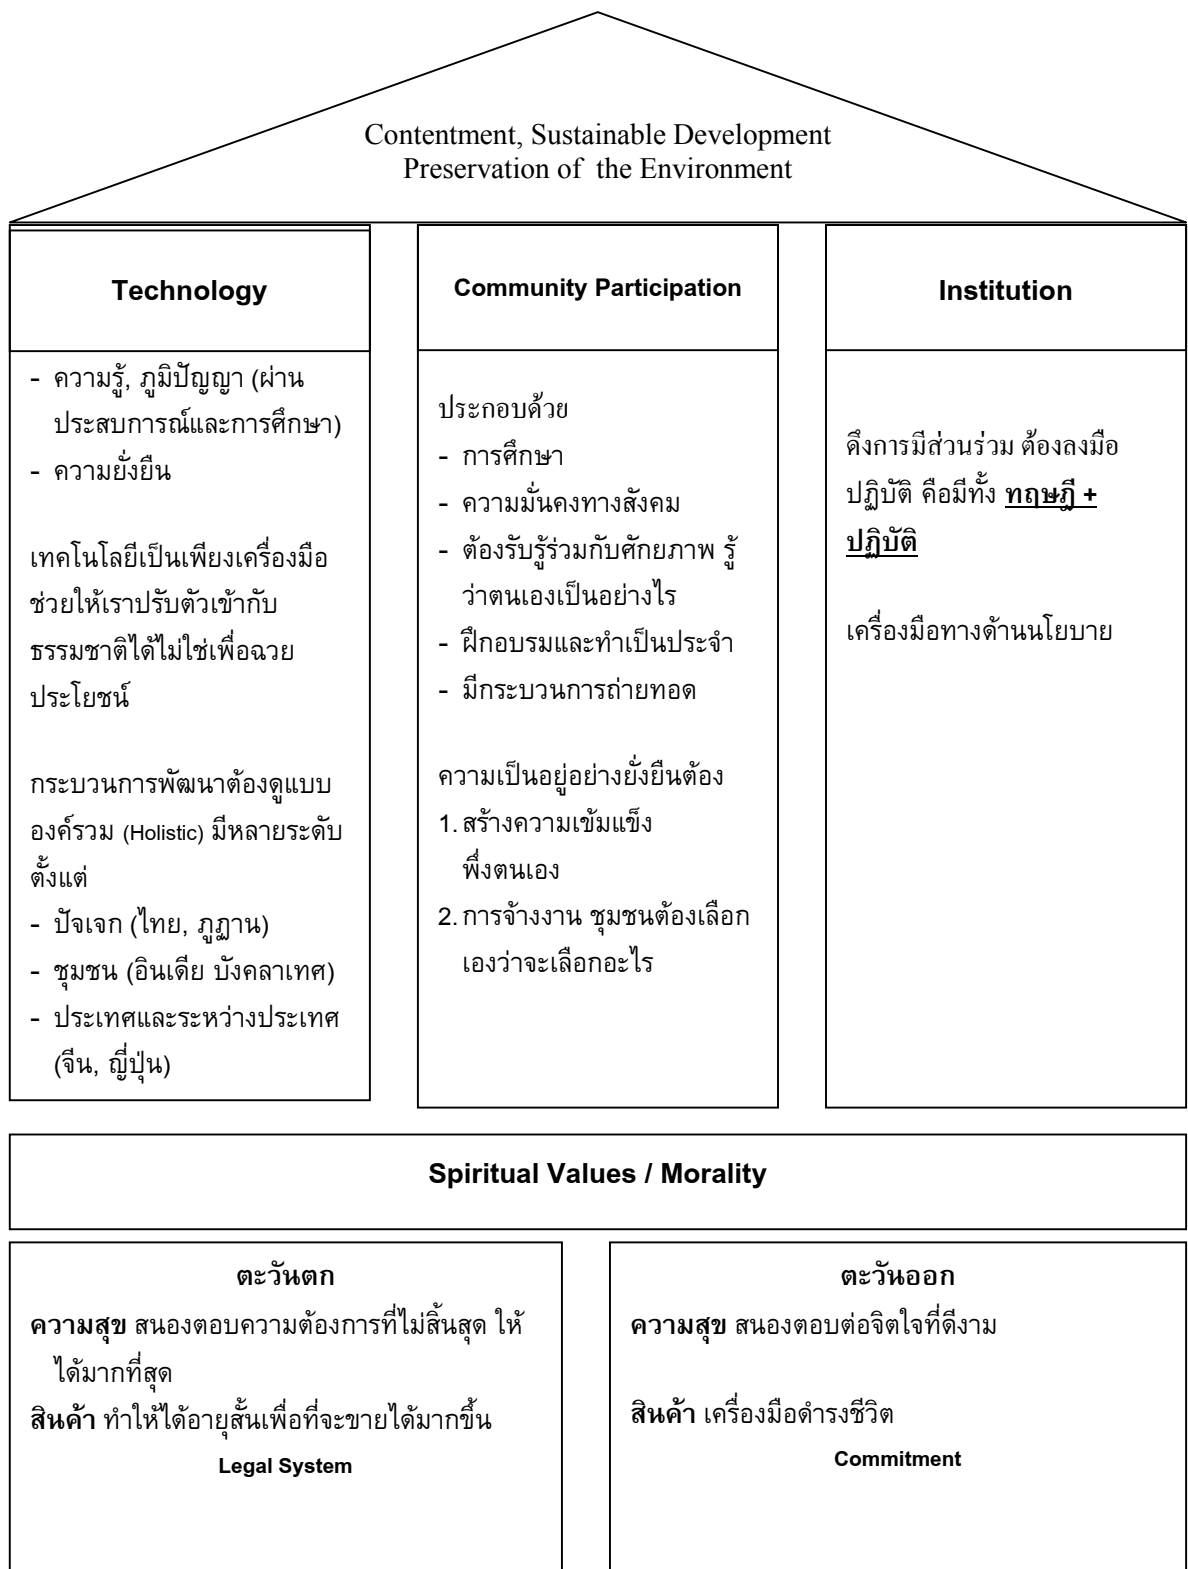 Contentment, Sustainable Development
Preservation of the Environment
Technology
- ความรู้, ภูมิปัญญา (ผ่าน
ประสบการณ์และการศึกษา)
- ความยั่งยืน
เทคโนโลยีเป็นเพียงเครื่องมือ
ช่วยให้เราปรับตัวเข้ากับ
ธรรมชาติได้ไม่ใช่เพื่อฉวย
ประโยชน์
กระบวนการพัฒนาต้องดูแบบ
องค์รวม (Holistic) มีหลายระดับ
ตั้งแต่
- ปัจเจก (ไทย, ภูฏาน)
- ชุมชน (อินเดีย บังคลาเทศ)
- ประเทศและระหว่างประเทศ
(จีน, ญี่ปุ่น)
Community Participation
ประกอบด้วย
- การศึกษา
- ความมั่นคงทางสังคม
- ต้องรับรู้ร่วมกับศักยภาพ รู้
ว่าตนเองเป็นอย่างไร
- ฝึกอบรมและทำเป็นประจำ
- มีกระบวนการถ่ายทอด
ความเป็นอยู่อย่างยั่งยืนต้อง
1. สร้างความเข้มแข็ง
พึ่งตนเอง
2. การจ้างงาน ชุมชนต้องเลือก
เองว่าจะเลือกอะไร
Institution
ดึงการมีส่วนร่วม ต้องลงมือ
ปฏิบัติ คือมีทั้ง ทฤษฎี +
ปฏิบัติ
เครื่องมือทางด้านนโยบาย
Spiritual Values / Morality
ตะวันตก
ความสุข สนองตอบความต้องการที่ไม่สิ้นสุด ให้
ได้มากที่สุด
สินค้า ทำให้ได้อายุสั้นเพื่อที่จะขายได้มากขึ้น
Legal System
ตะวันออก
ความสุข สนองตอบต่อจิตใจที่ดีงาม
สินค้า เครื่องมือดำรงชีวิต
Commitment